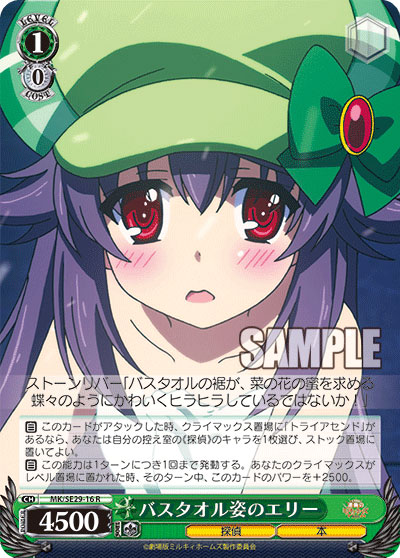 LEVEL
1
0
COST
SAMPLE
ストーンリバー「バスタオルの裾が、菜の花の蜜を求める
蝶々のようにかわいくヒラヒラしているではないか！」
自 このカードがアタックした時、クライマックス置場に「トライアセンド」が
あるなら、あなたは自分の控え室の《探偵》のキャラを1枚選び、ストック置場
に置いてよい。
自 この能力は1ターンにつき1回まで発動する。あなたのクライマックスが
レベル置場に置かれた時、そのターン中、このカードのパワーを+2500。
CH MK/SE29-16 R
POWER 4500 バスタオル姿のエリー
探偵 本
©劇場版ミルキィホームズ製作委員会